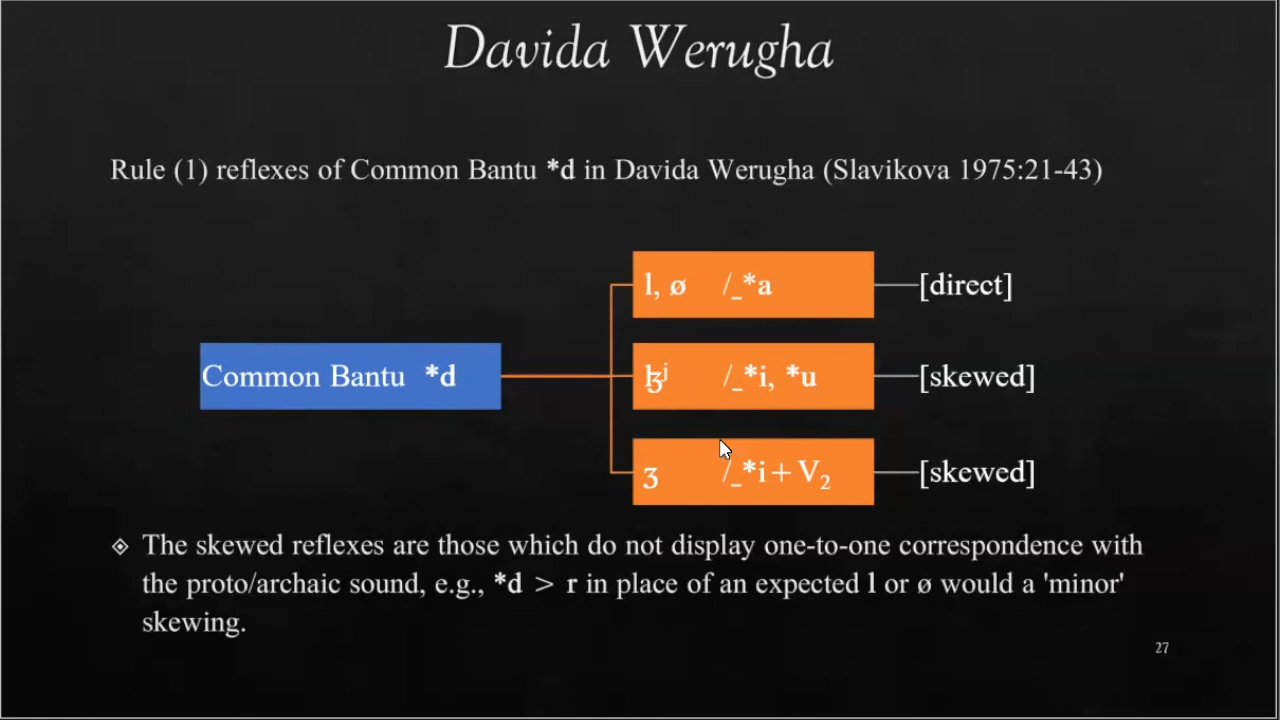 Davida Werugha
Rule (1) reflexes of Common Bantu *d in Davida Werugha (Slavikova 1975:21-43)
l, ø /_*a [direct]
Common Bantu *d ɮʲ /_*i, *u [skewed]
ʒ /_*i+V₂ [skewed]
The skewed reflexes are those which do not display one-to-one correspondence with
the proto/archaic sound, e.g., *d > r in place of an expected l or ø would a 'minor'
skewing.
27